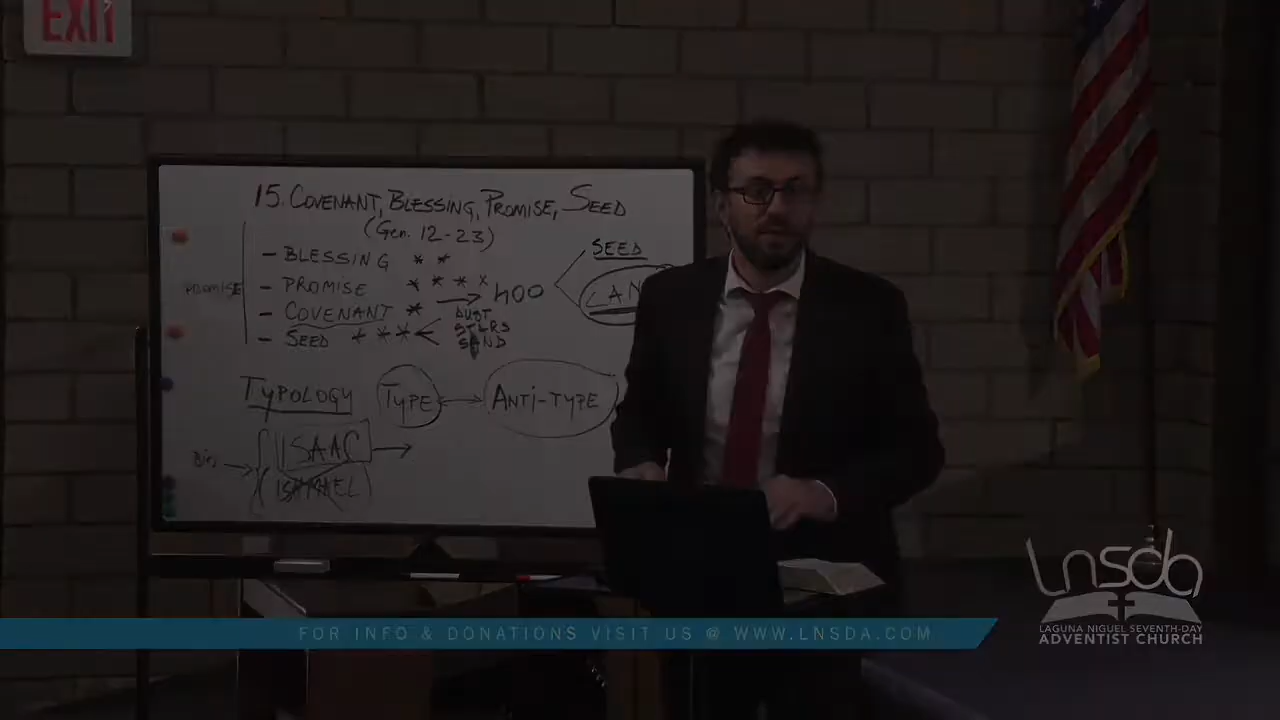 EXIT
15. COVENANT, BLESSING, PROMISE, SEED
(Gen. 12-23)
PROMISE
- BLESSING * *
- PROMISE * * * *
- COVENANT * → 400
- SEED * * * <
DUST
STARS
SAND
SEED
LAN
TYPOLOGY TYPE ↔ ANTI-TYPE
ISAAC →
ISHMAEL
FOR INFO & DONATIONS VISIT US @ WWW.LNSDA.COM
Lnsda
LAGUNA NIGUEL SEVENTH-DAY
ADVENTIST CHURCH